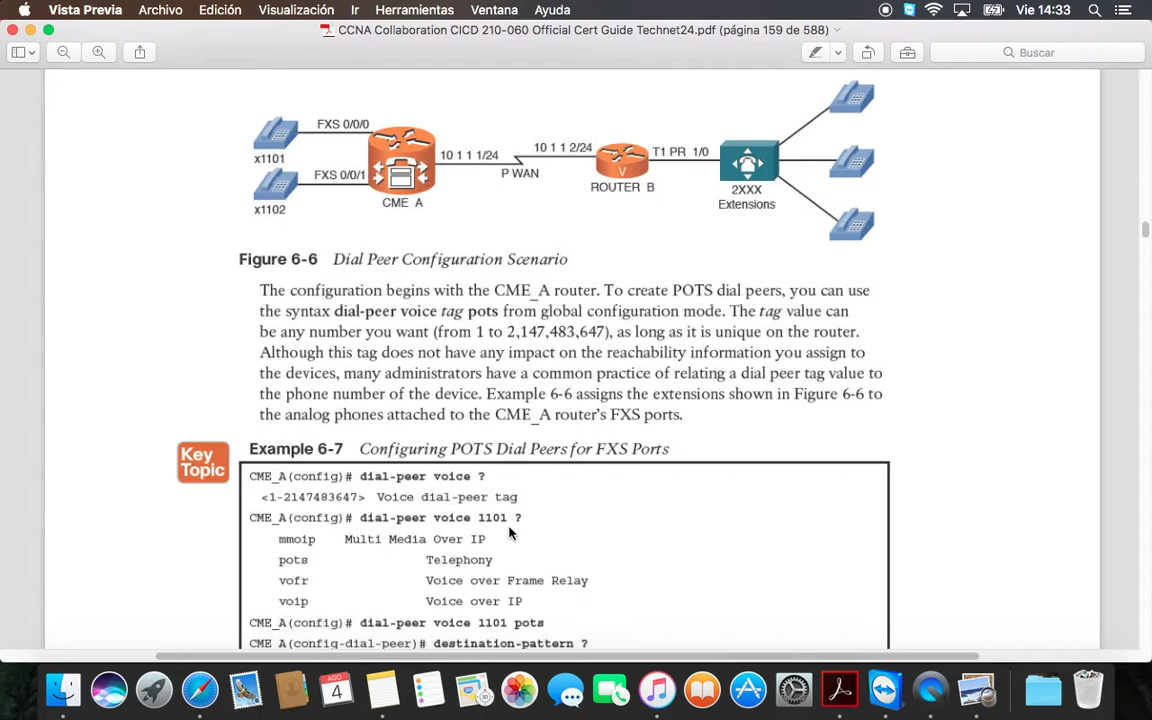 Vista Previa Archivo Edición Visualización Ir Herramientas Ventana Ayuda Vie 14:33
CCNA Collaboration CICD 210-060 Official Cert Guide Technet24.pdf (página 159 de 588)
Buscar
FXS 0/0/0
x1101
FXS 0/0/1
x1102
CME A
10 1 1 1/24
P WAN
10 1 1 2/24
V
ROUTER B
T1 PR 1/0
2XXX
Extensions
Figure 6-6 Dial Peer Configuration Scenario
The configuration begins with the CME_A router. To create POTS dial peers, you can use
the syntax dial-peer voice tag pots from global configuration mode. The tag value can
be any number you want (from 1 to 2,147,483,647), as long as it is unique on the router.
Although this tag does not have any impact on the reachability information you assign to
the devices, many administrators have a common practice of relating a dial peer tag value to
the phone number of the device. Example 6-6 assigns the extensions shown in Figure 6-6 to
the analog phones attached to the CME_A router's FXS ports.
Key
Topic
Example 6-7 Configuring POTS Dial Peers for FXS Ports
CME_A(config)# dial-peer voice ?
<1-2147483647> Voice dial-peer tag
CME_A(config)# dial-peer voice 1101 ?
mmoip Multi Media Over IP
pots Telephony
vofr Voice over Frame Relay
voip Voice over IP
CME_A(config)# dial-peer voice 1101 pots
CME_A(config-dial-peer)# destination-pattern ?
AGO
4